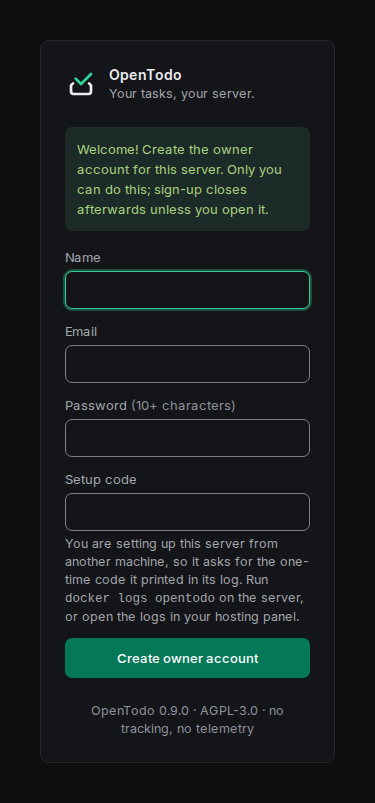 OpenTodo
Your tasks, your server.
Welcome! Create the owner
account for this server. Only you
can do this; sign-up closes
afterwards unless you open it.
Name
Email
Password (10+ characters)
Setup code
You are setting up this server from
another machine, so it asks for the one-
time code it printed in its log. Run
docker logs opentodo on the server,
or open the logs in your hosting panel.
Create owner account
OpenTodo 0.9.0 · AGPL-3.0 · no
tracking, no telemetry